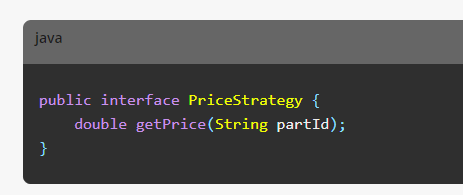 java
public interface PriceStrategy {
    double getPrice(String partId);
}